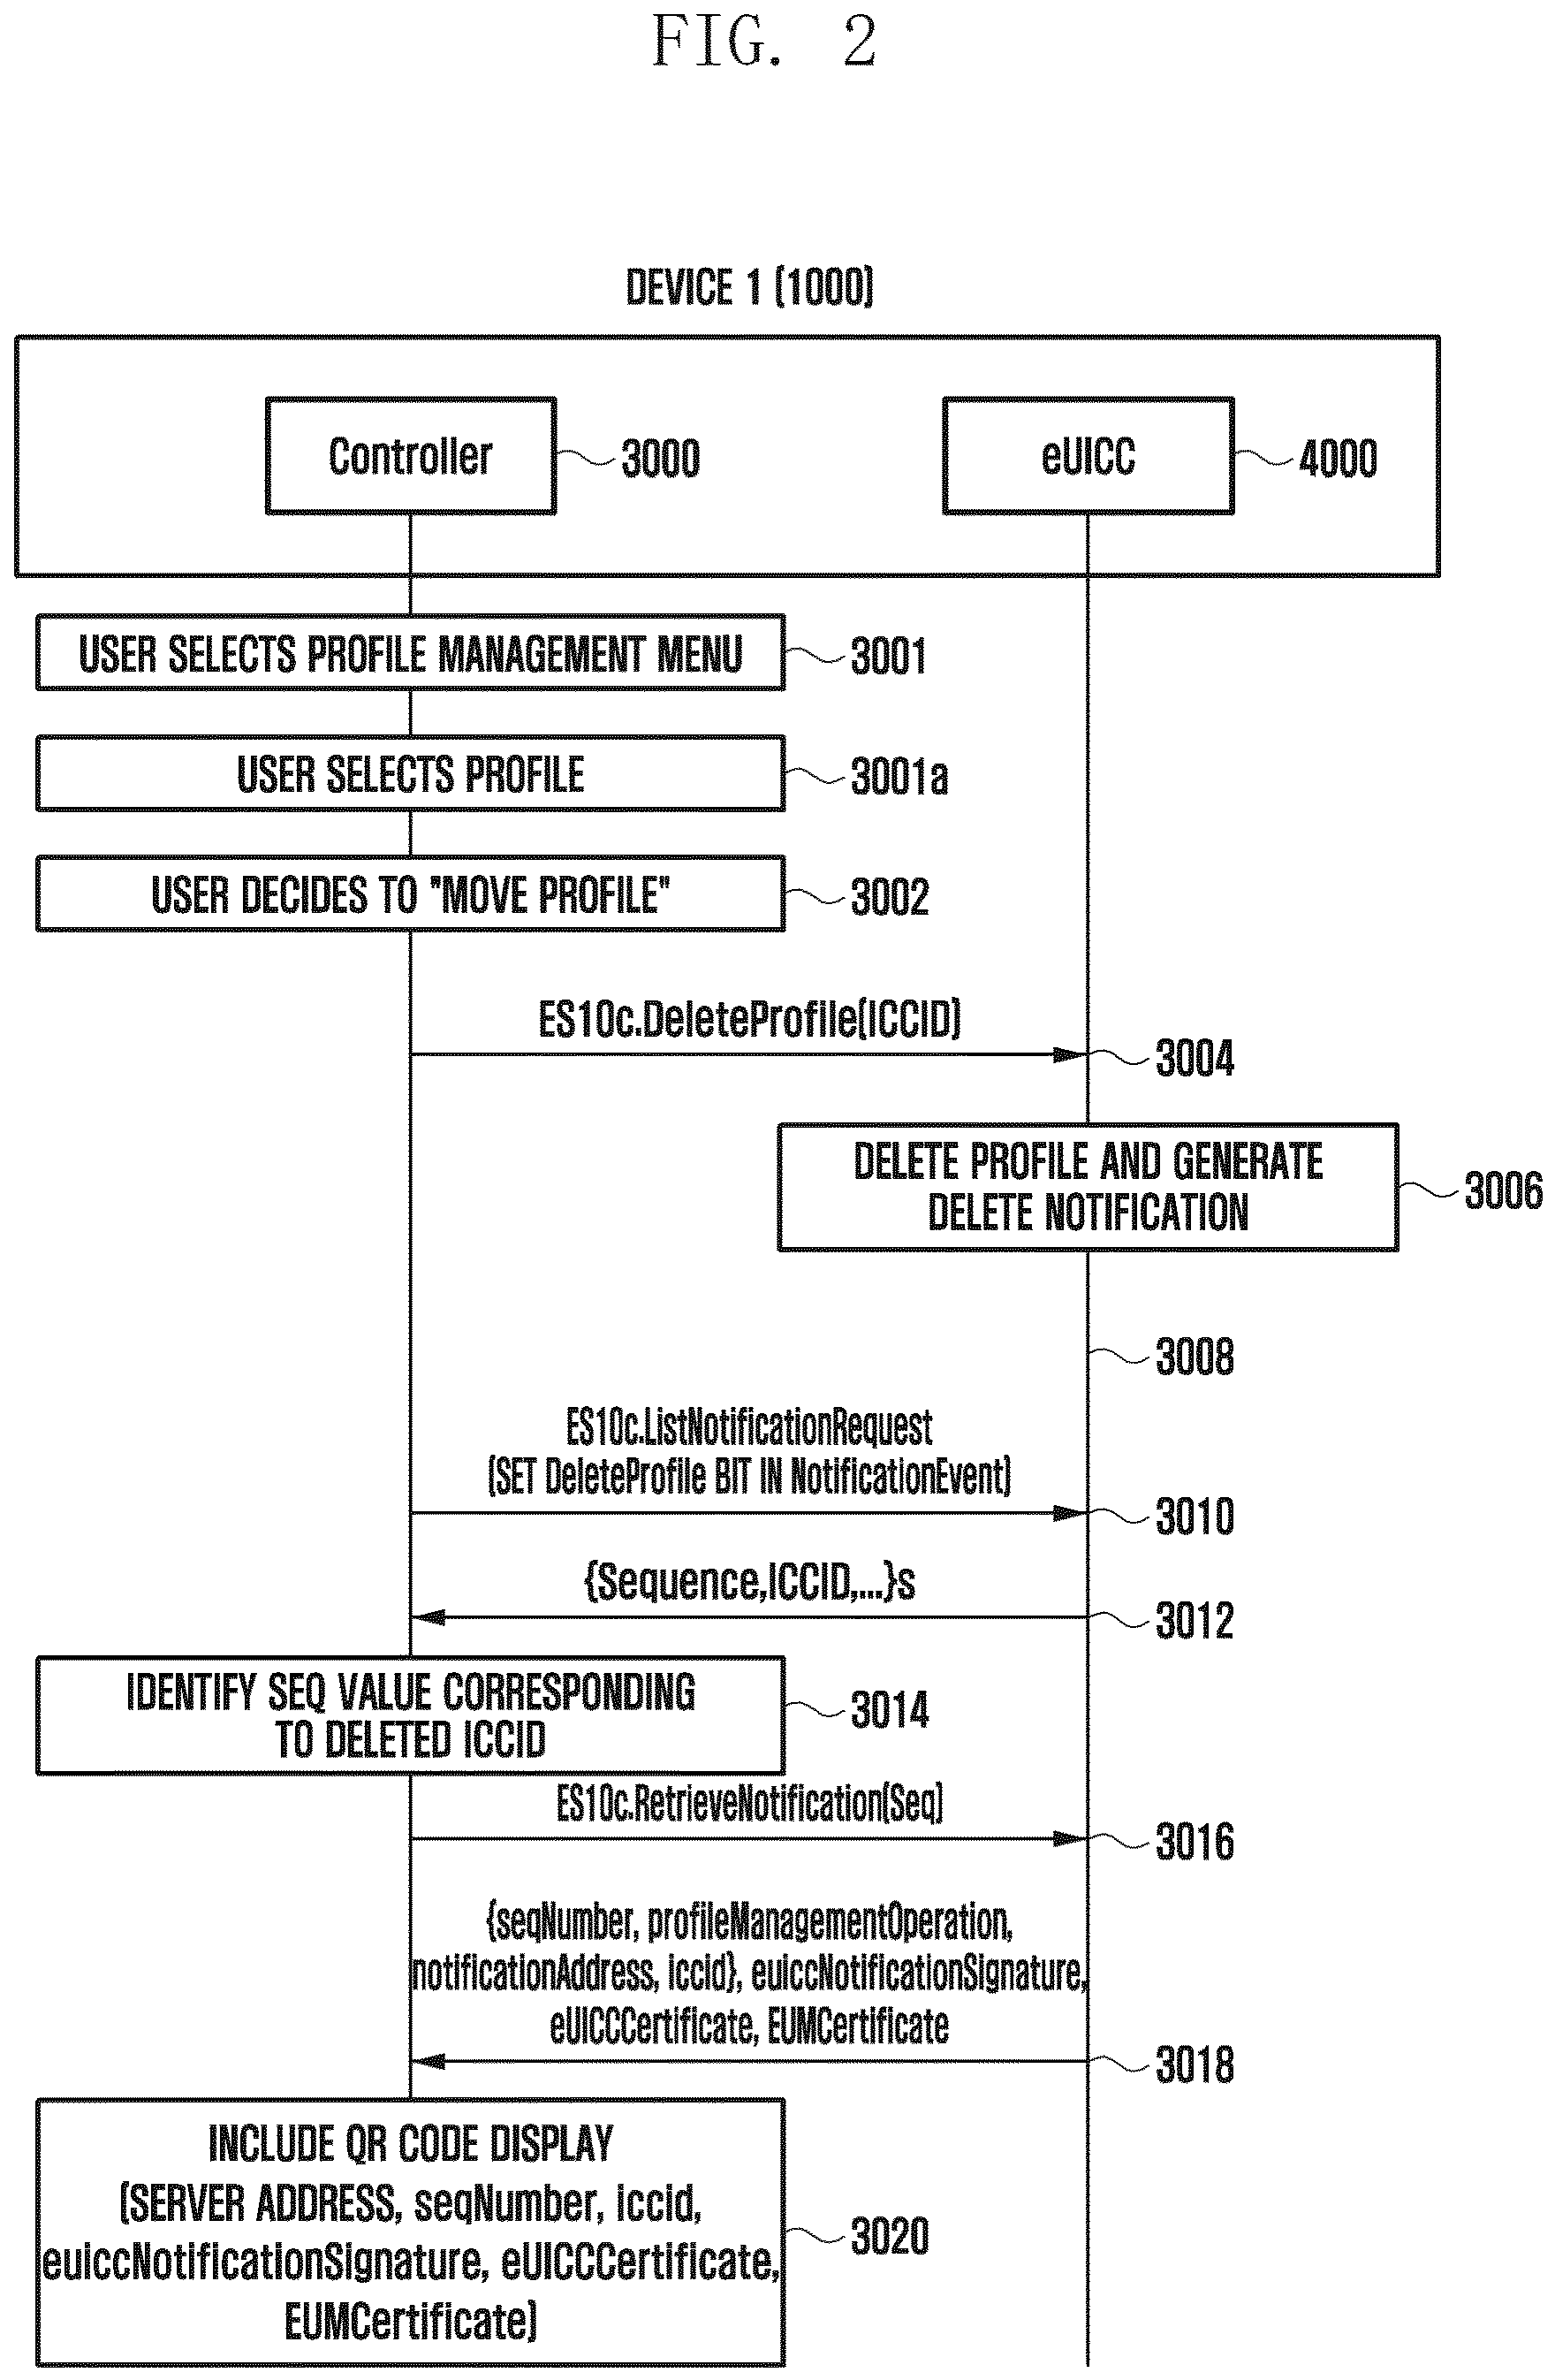 FIG. 2
DEVICE 1 (1000)
Controller
3000
eUICC
4000
USER SELECTS PROFILE MANAGEMENT MENU
3001
USER SELECTS PROFILE
3001a
USER DECIDES TO "MOVE PROFILE"
3002
ES10c.DeleteProfile(ICCID)
3004
DELETE PROFILE AND GENERATE
DELETE NOTIFICATION
3006
3008
ES10c.ListNotificationRequest
(SET DeleteProfile BIT IN NotificationEvent)
3010
{Sequence,ICCID,...}s
3012
IDENTIFY SEQ VALUE CORRESPONDING
TO DELETED ICCID
3014
ES10c.RetrieveNotification(Seq)
3016
{seqNumber, profileManagementOperation,
notificationAddress, iccid}, euiccNotificationSignature,
eUICCCertificate, EUMCertificate
3018
INCLUDE QR CODE DISPLAY
(SERVER ADDRESS, seqNumber, iccid,
euiccNotificationSignature, eUICCCertificate,
EUMCertificate)
3020